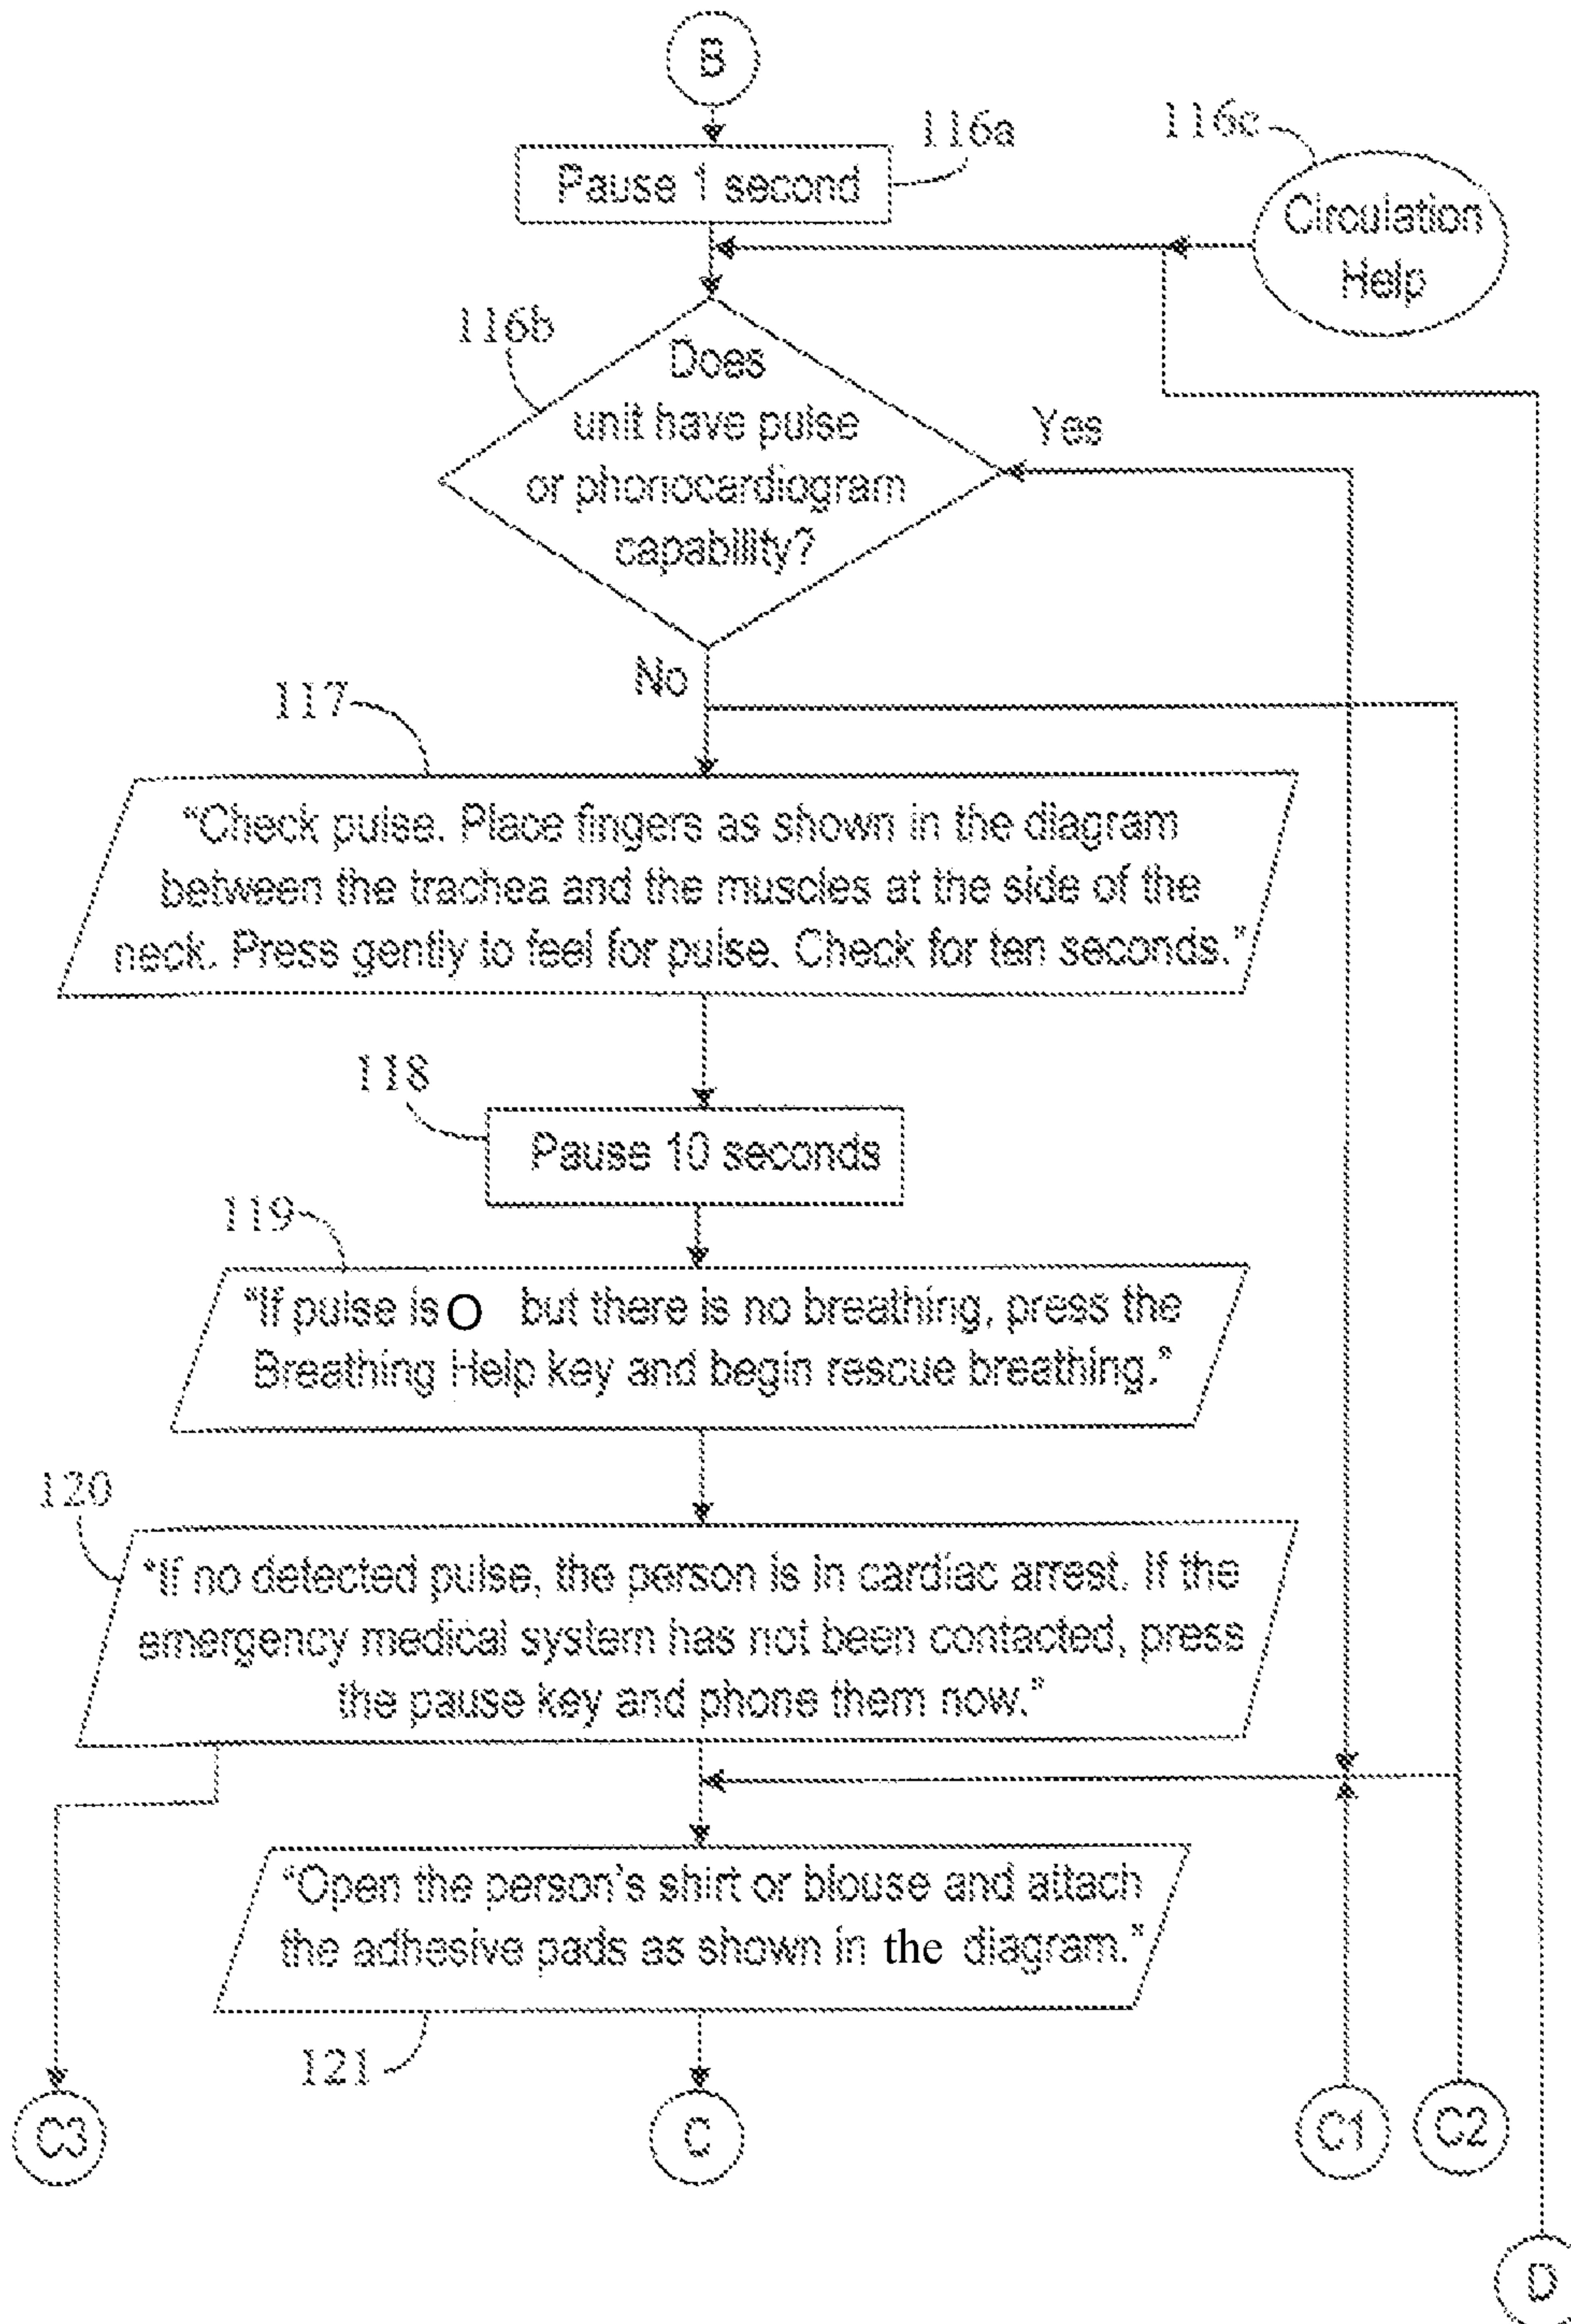 B
Pause 1 second
116a
116c
Circulation
Help
116b
Does
unit have pulse
or phonocardiogram
capability?
Yes
No
117
"Check pulse. Place fingers as shown in the diagram
between the trachea and the muscles at the side of the
neck. Press gently to feel for pulse. Check for ten seconds."
118
Pause 10 seconds
119
"If pulse is O but there is no breathing, press the
Breathing Help key and begin rescue breathing."
120
"If no detected pulse, the person is in cardiac arrest. If the
emergency medical system has not been contacted, press
the pause key and phone them now."
"Open the person's shirt or blouse and attach
the adhesive pads as shown in the diagram."
121
C3
C
C1
C2
D